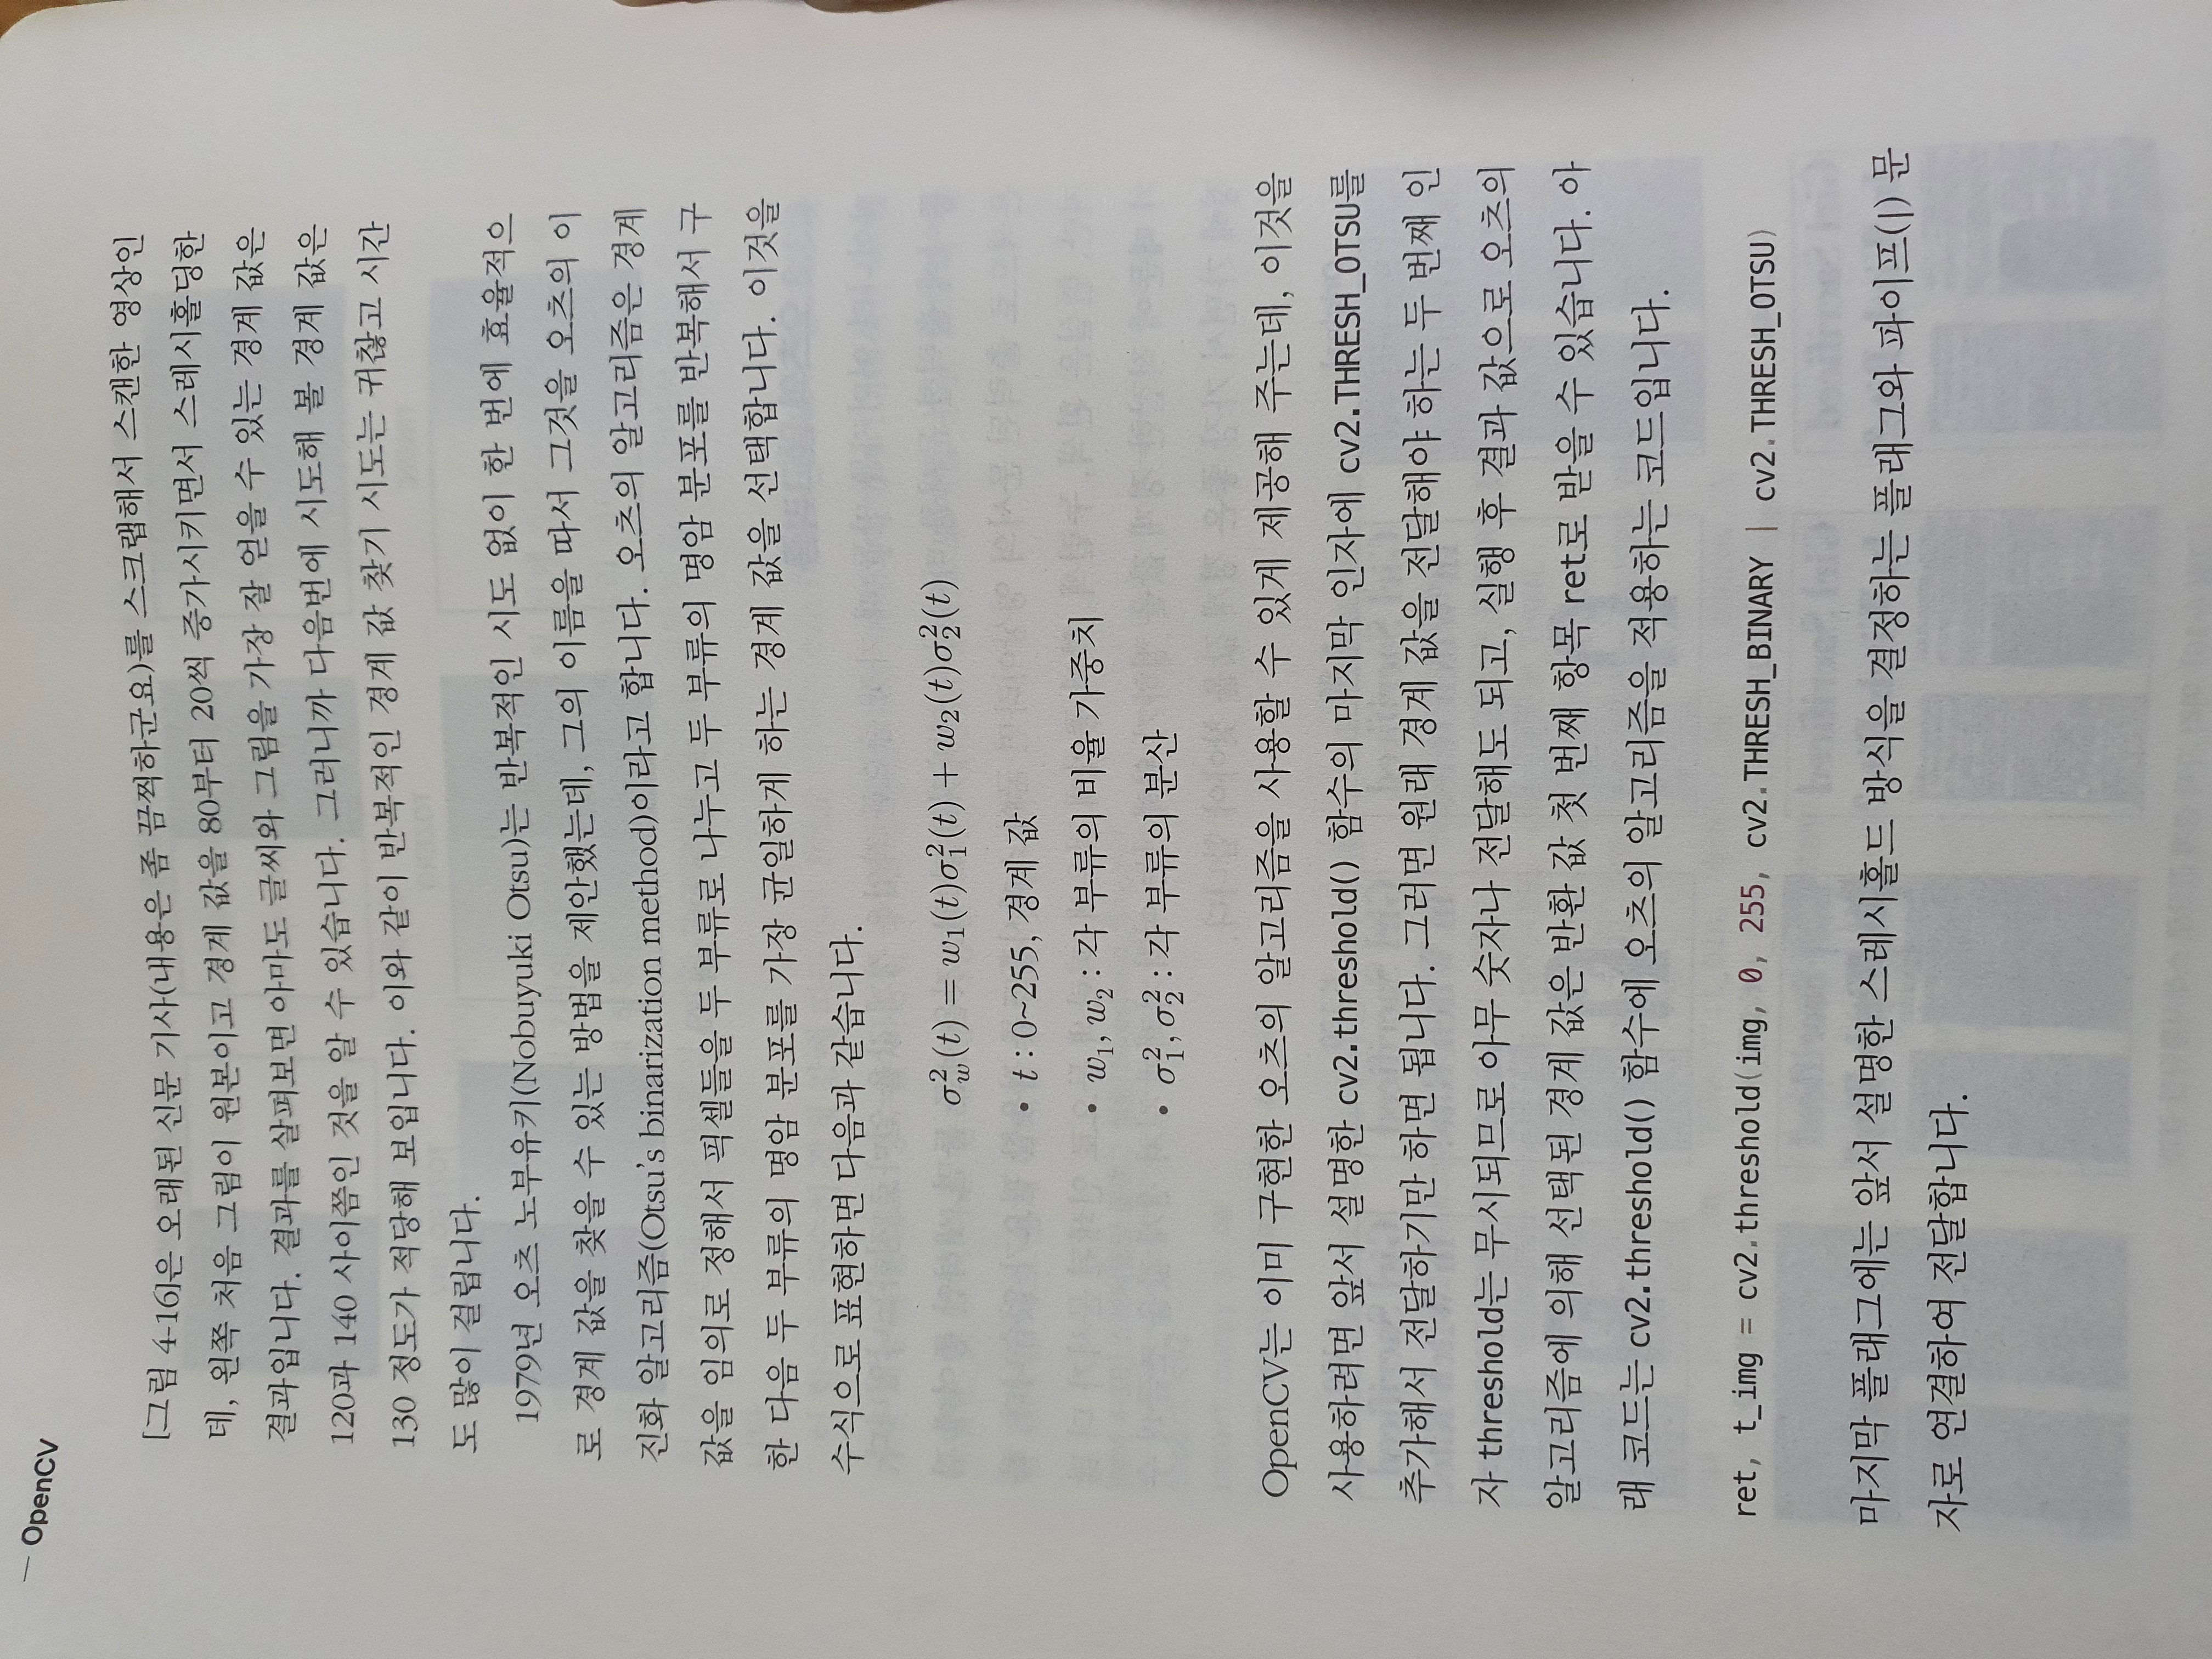 — OpenCV
[그림 4-16]은 오래된 신문 기사(내용은 좀 끔찍하군요)를 스크랩해서 스캔한 영상인
데, 왼쪽 처음 그림이 원본이고 경계 값을 80부터 20씩 증가시키면서 스레시홀딩한
결과입니다. 결과를 살펴보면 아마도 글씨와 그림을 가장 잘 얻을 수 있는 경계 값은
120과 140 사이쯤인 것을 알 수 있습니다. 그러니까 다음번에 시도해 볼 경계 값은
130 정도가 적당해 보입니다. 이와 같이 반복적인 경계 값 찾기 시도는 귀찮고 시간
도 많이 걸립니다.
1979년 오츠 노부유키(Nobuyuki Otsu)는 반복적인 시도 없이 한 번에 효율적으
로 경계 값을 찾을 수 있는 방법을 제안했는데, 그의 이름을 따서 그것을 오츠의 이
진화 알고리즘(Otsu's binarization method)이라고 합니다. 오츠의 알고리즘은 경계
값을 임의로 정해서 픽셀들을 두 부류로 나누고 두 부류의 명암 분포를 반복해서 구
한 다음 두 부류의 명암 분포를 가장 균일하게 하는 경계 값을 선택합니다. 이것을
수식으로 표현하면 다음과 같습니다.
σ²_w(t) = w₁(t)σ²₁(t) + w₂(t)σ²₂(t)
• t : 0~255, 경계 값
• w₁, w₂ : 각 부류의 비율 가중치
• σ²₁, σ²₂ : 각 부류의 분산
OpenCV는 이미 구현한 오츠의 알고리즘을 사용할 수 있게 제공해 주는데, 이것을
사용하려면 앞서 설명한 cv2.threshold() 함수의 마지막 인자에 cv2.THRESH_OTSU를
추가해서 전달하기만 하면 됩니다. 그러면 원래 경계 값을 전달해야 하는 두 번째 인
자 threshold는 무시되므로 아무 숫자나 전달해도 되고, 실행 후 결과 값으로 오츠의
알고리즘에 의해 선택된 경계 값은 반환 값 첫 번째 항목 ret로 받을 수 있습니다. 아
래 코드는 cv2.threshold() 함수에 오츠의 알고리즘을 적용하는 코드입니다.
ret, t_img = cv2.threshold(img, 0, 255, cv2.THRESH_BINARY | cv2.THRESH_OTSU)
마지막 플래그에는 앞서 설명한 스레시홀드 방식을 결정하는 플래그와 파이프(|) 문
자로 연결하여 전달합니다.